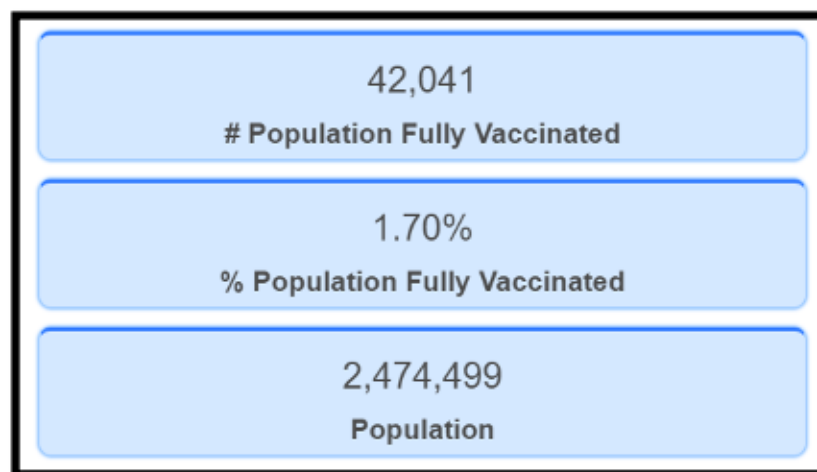 42,041
# Population Fully Vaccinated
1.70%
% Population Fully Vaccinated
2,474,499
Population